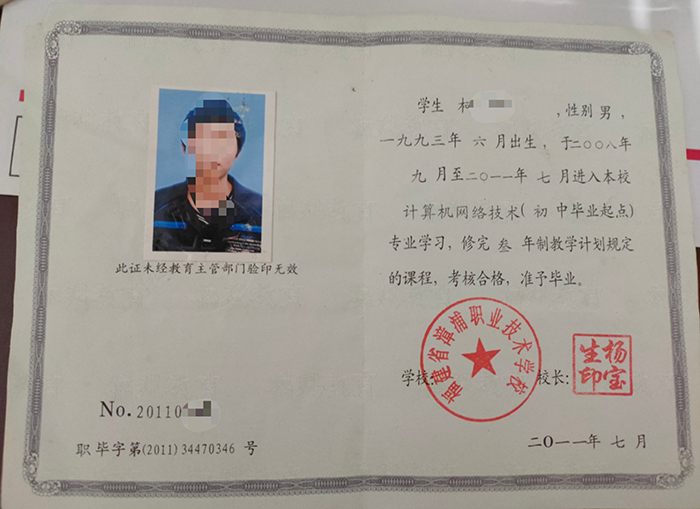 此证未经教育主管部门验印无效
No. 20110
职毕字第(2011)34470346 号
学生 , 性别 男,
一九九三年 六 月出生, 于二〇〇八年
九 月至二〇一一年 七 月进入本校
计算机网络技术(初中毕业起点)
专业学习, 修完 叁 年制教学计划规定
的课程, 考核合格, 准予毕业。
学校:
福建省漳浦职业技术学校
校长:
杨宝生印
二〇一一年 七 月